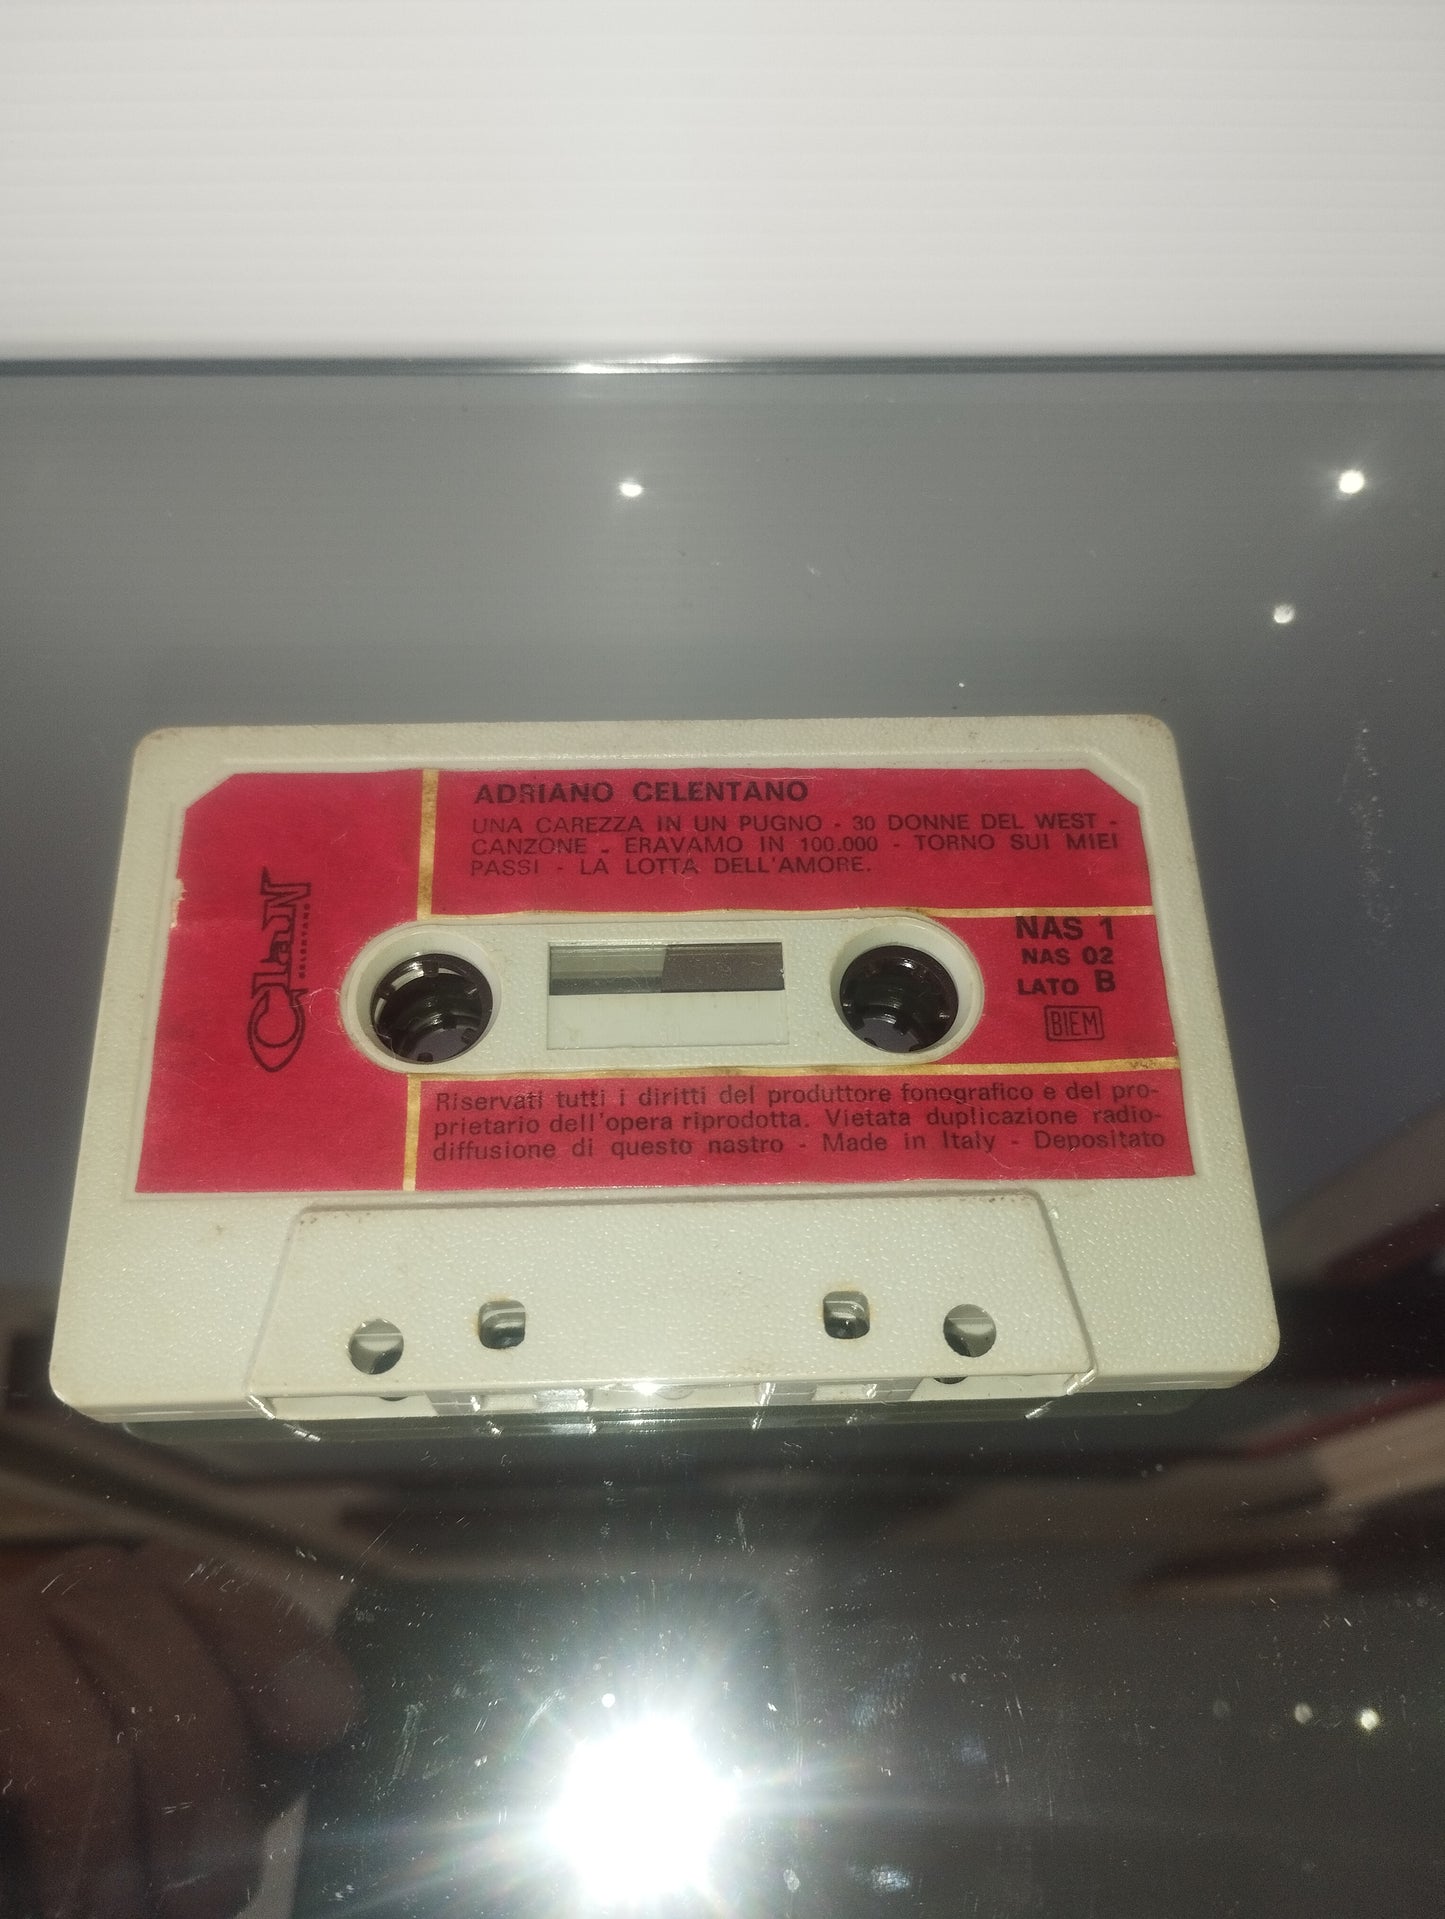 ADRIANO CELENTANO
UNA CAREZZA IN UN PUGNO - 30 DONNE DEL WEST -
CANZONE - ERAVAMO IN 100.000 - TORNO SUI MIEI
PASSI - LA LOTTA DELL'AMORE.
Clan
CELENTANO
NAS 1
NAS 02
LATO B
BIEM
Riservati tutti i diritti del produttore fonografico e del pro-
prietario dell'opera riprodotta. Vietata duplicazione radio-
diffusione di questo nastro - Made in Italy - Depositato